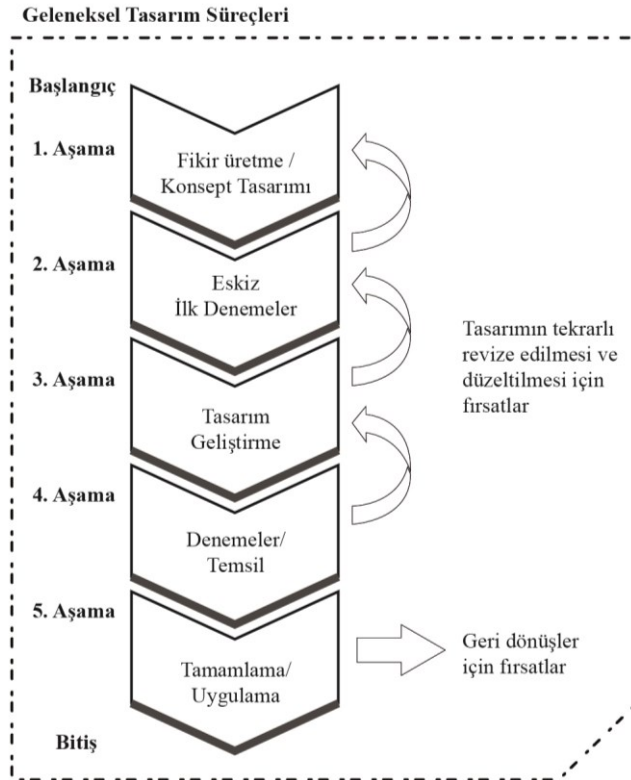 Geleneksel Tasarım Süreçleri
Başlangıç
1. Aşama
Fikir üretme /
Konsept Tasarımı
2. Aşama
Eskiz
İlk Denemeler
3. Aşama
Tasarım
Geliştirme
Tasarımın tekrarlı
revize edilmesi ve
düzeltilmesi için
fırsatlar
4. Aşama
Denemeler/
Temsil
5. Aşama
Tamamlama/
Uygulama
Geri dönüşler
için fırsatlar
Bitiş